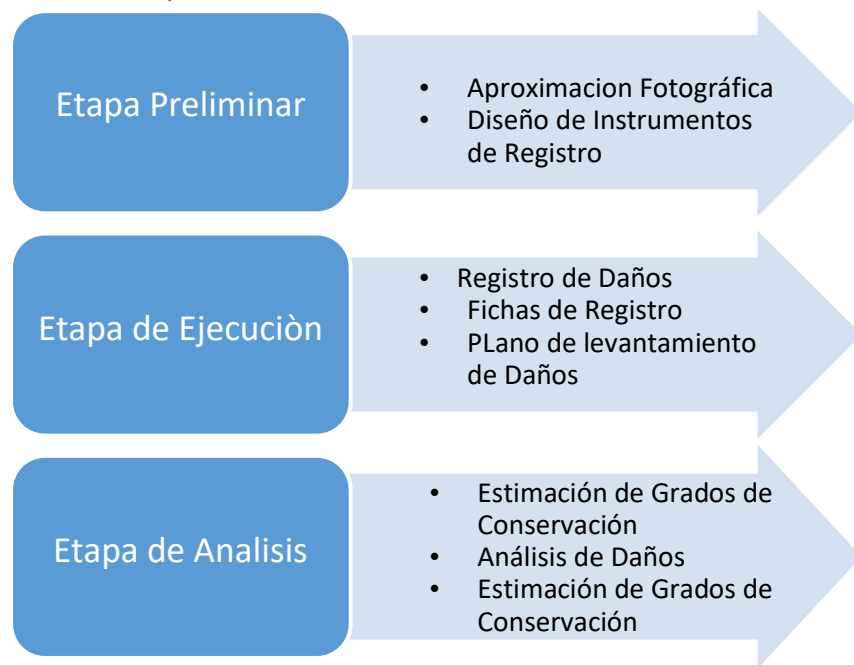 Etapa Preliminar
• Aproximacion Fotográfica
• Diseño de Instrumentos
de Registro
Etapa de Ejecuciòn
• Registro de Daños
• Fichas de Registro
• PLano de levantamiento
de Daños
Etapa de Analisis
• Estimación de Grados de
Conservación
• Análisis de Daños
• Estimación de Grados de
Conservación